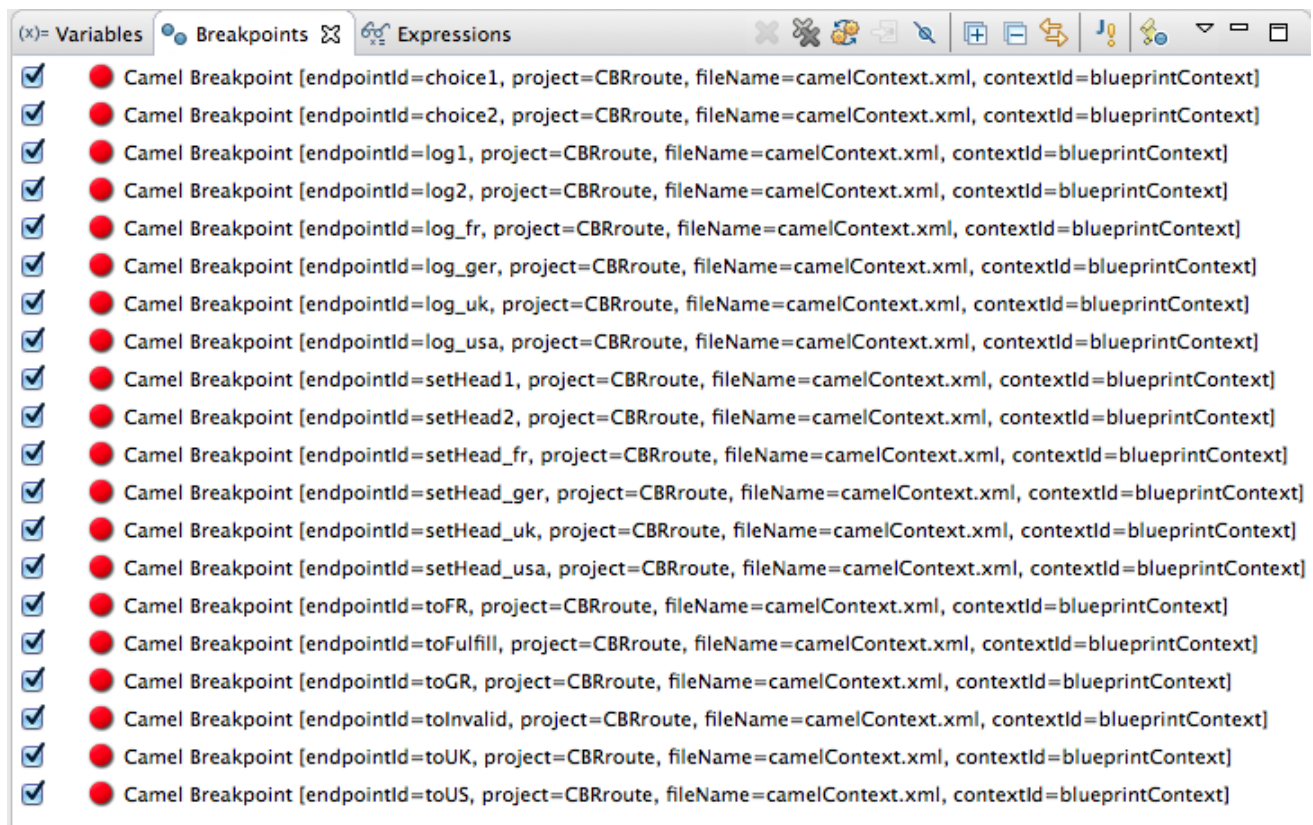 (x)= Variables Breakpoints Expressions
Camel Breakpoint [endpointId=choice1, project=CBRroute, fileName=camelContext.xml, contextId=blueprintContext]
Camel Breakpoint [endpointId=choice2, project=CBRroute, fileName=camelContext.xml, contextId=blueprintContext]
Camel Breakpoint [endpointId=log1, project=CBRroute, fileName=camelContext.xml, contextId=blueprintContext]
Camel Breakpoint [endpointId=log2, project=CBRroute, fileName=camelContext.xml, contextId=blueprintContext]
Camel Breakpoint [endpointId=log_fr, project=CBRroute, fileName=camelContext.xml, contextId=blueprintContext]
Camel Breakpoint [endpointId=log_ger, project=CBRroute, fileName=camelContext.xml, contextId=blueprintContext]
Camel Breakpoint [endpointId=log_uk, project=CBRroute, fileName=camelContext.xml, contextId=blueprintContext]
Camel Breakpoint [endpointId=log_usa, project=CBRroute, fileName=camelContext.xml, contextId=blueprintContext]
Camel Breakpoint [endpointId=setHead1, project=CBRroute, fileName=camelContext.xml, contextId=blueprintContext]
Camel Breakpoint [endpointId=setHead2, project=CBRroute, fileName=camelContext.xml, contextId=blueprintContext]
Camel Breakpoint [endpointId=setHead_fr, project=CBRroute, fileName=camelContext.xml, contextId=blueprintContext]
Camel Breakpoint [endpointId=setHead_ger, project=CBRroute, fileName=camelContext.xml, contextId=blueprintContext]
Camel Breakpoint [endpointId=setHead_uk, project=CBRroute, fileName=camelContext.xml, contextId=blueprintContext]
Camel Breakpoint [endpointId=setHead_usa, project=CBRroute, fileName=camelContext.xml, contextId=blueprintContext]
Camel Breakpoint [endpointId=toFR, project=CBRroute, fileName=camelContext.xml, contextId=blueprintContext]
Camel Breakpoint [endpointId=toFulfill, project=CBRroute, fileName=camelContext.xml, contextId=blueprintContext]
Camel Breakpoint [endpointId=toGR, project=CBRroute, fileName=camelContext.xml, contextId=blueprintContext]
Camel Breakpoint [endpointId=toInvalid, project=CBRroute, fileName=camelContext.xml, contextId=blueprintContext]
Camel Breakpoint [endpointId=toUK, project=CBRroute, fileName=camelContext.xml, contextId=blueprintContext]
Camel Breakpoint [endpointId=toUS, project=CBRroute, fileName=camelContext.xml, contextId=blueprintContext]